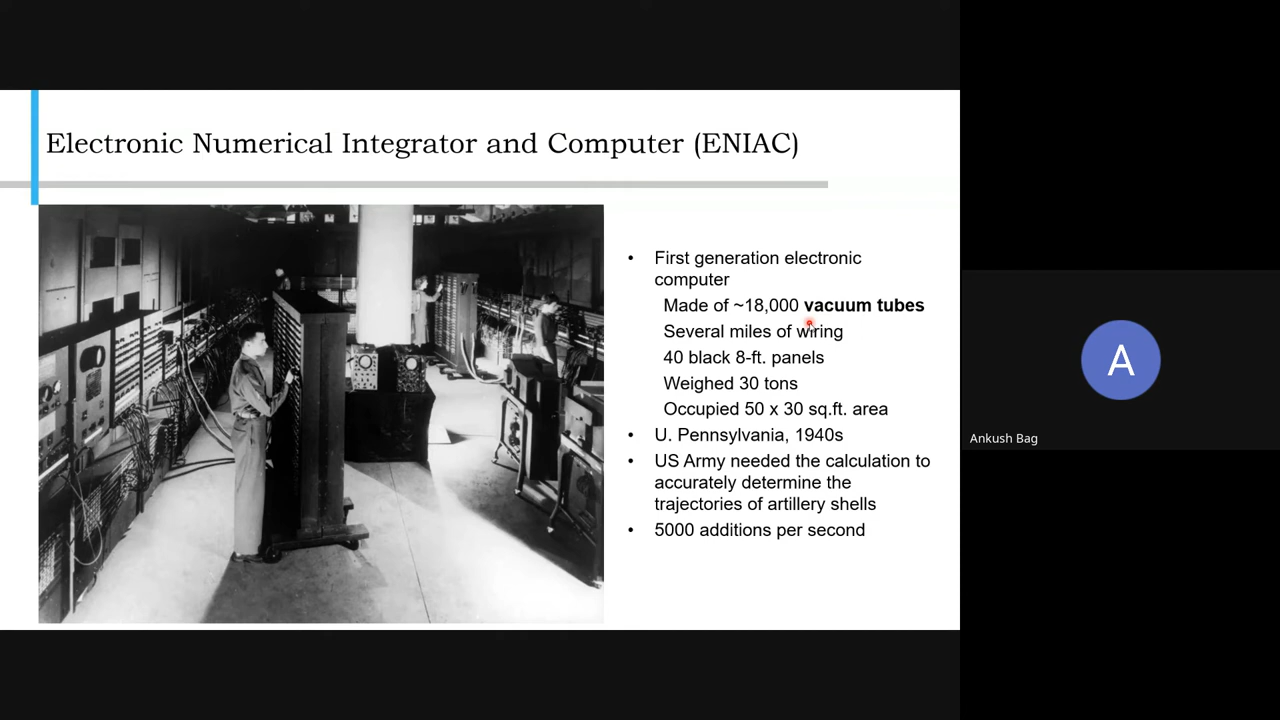 Electronic Numerical Integrator and Computer (ENIAC)
• First generation electronic
computer
Made of ~18,000 vacuum tubes
Several miles of wiring
40 black 8-ft. panels
Weighed 30 tons
Occupied 50 x 30 sq.ft. area
• U. Pennsylvania, 1940s
• US Army needed the calculation to
accurately determine the
trajectories of artillery shells
• 5000 additions per second
A
Ankush Bag